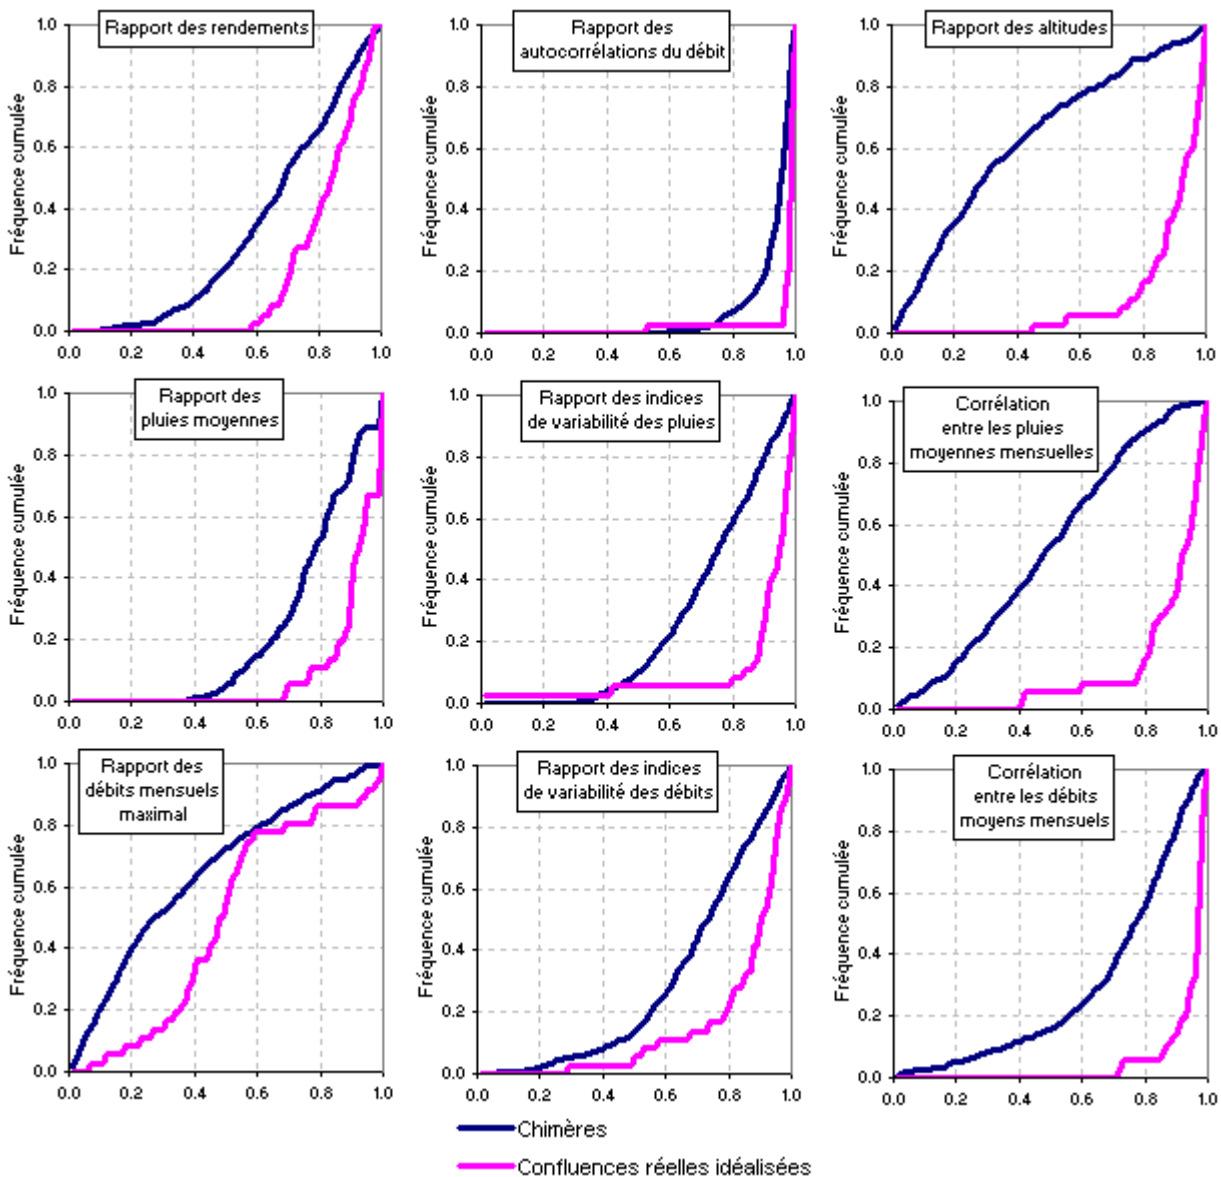 Rapport des rendements
Fréquence cumulée
1.0
0.8
0.6
0.4
0.2
0.0
0.0 0.2 0.4 0.6 0.8 1.0
Rapport des
autocorrélations du débit
Fréquence cumulée
1.0
0.8
0.6
0.4
0.2
0.0
0.0 0.2 0.4 0.6 0.8 1.0
Rapport des altitudes
Fréquence cumulée
1.0
0.8
0.6
0.4
0.2
0.0
0.0 0.2 0.4 0.6 0.8 1.0
Rapport des
pluies moyennes
Fréquence cumulée
1.0
0.8
0.6
0.4
0.2
0.0
0.0 0.2 0.4 0.6 0.8 1.0
Rapport des indices
de variabilité des pluies
Fréquence cumulée
1.0
0.8
0.6
0.4
0.2
0.0
0.0 0.2 0.4 0.6 0.8 1.0
Corrélation
entre les pluies
moyennes mensuelles
Fréquence cumulée
1.0
0.8
0.6
0.4
0.2
0.0
0.0 0.2 0.4 0.6 0.8 1.0
Rapport des
débits mensuels
maximal
Fréquence cumulée
1.0
0.8
0.6
0.4
0.2
0.0
0.0 0.2 0.4 0.6 0.8 1.0
Rapport des indices
de variabilité des débits
Fréquence cumulée
1.0
0.8
0.6
0.4
0.2
0.0
0.0 0.2 0.4 0.6 0.8 1.0
Corrélation
entre les débits
moyens mensuels
Fréquence cumulée
1.0
0.8
0.6
0.4
0.2
0.0
0.0 0.2 0.4 0.6 0.8 1.0
Chimères
Confluences réelles idéalisées